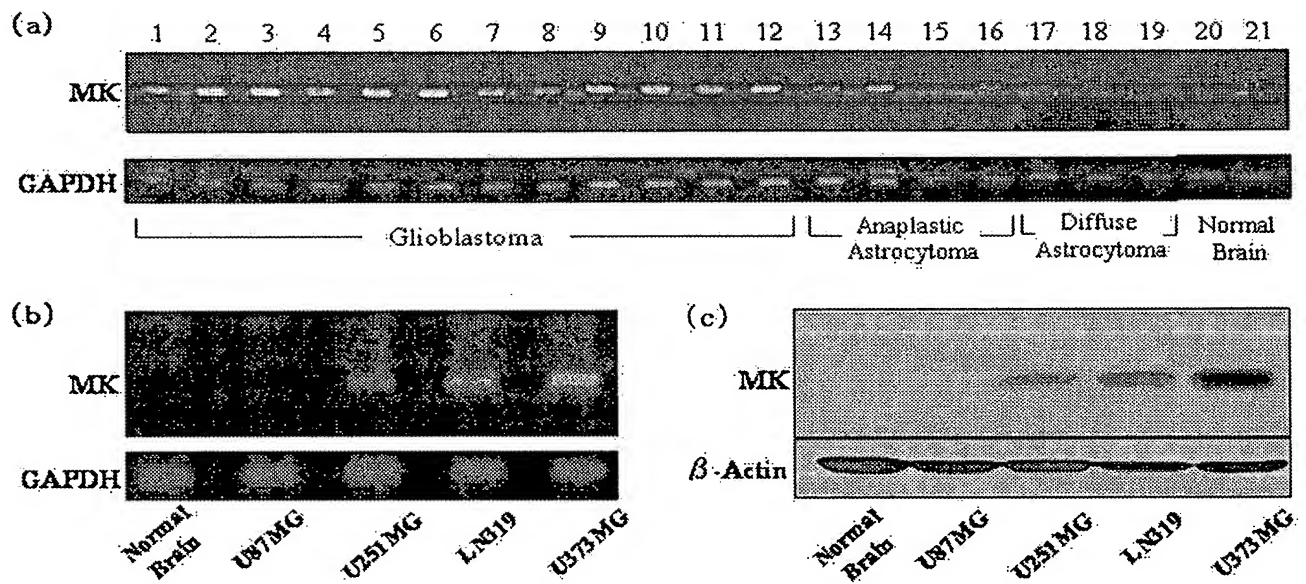 (a)
1 2 3 4 5 6 7 8 9 10 11 12 13 14 15 16 17 18 19 20 21
MK
GAPDH
Glioblastoma
Anaplastic
Astrocytoma
Diffuse
Astrocytoma
Normal
Brain
(b)
MK
GAPDH
Normal
Brain
U87MG
U251MG
LN319
U373MG
(c)
MK
β-Actin
Normal
Brain
U87MG
U251MG
LN319
U373MG